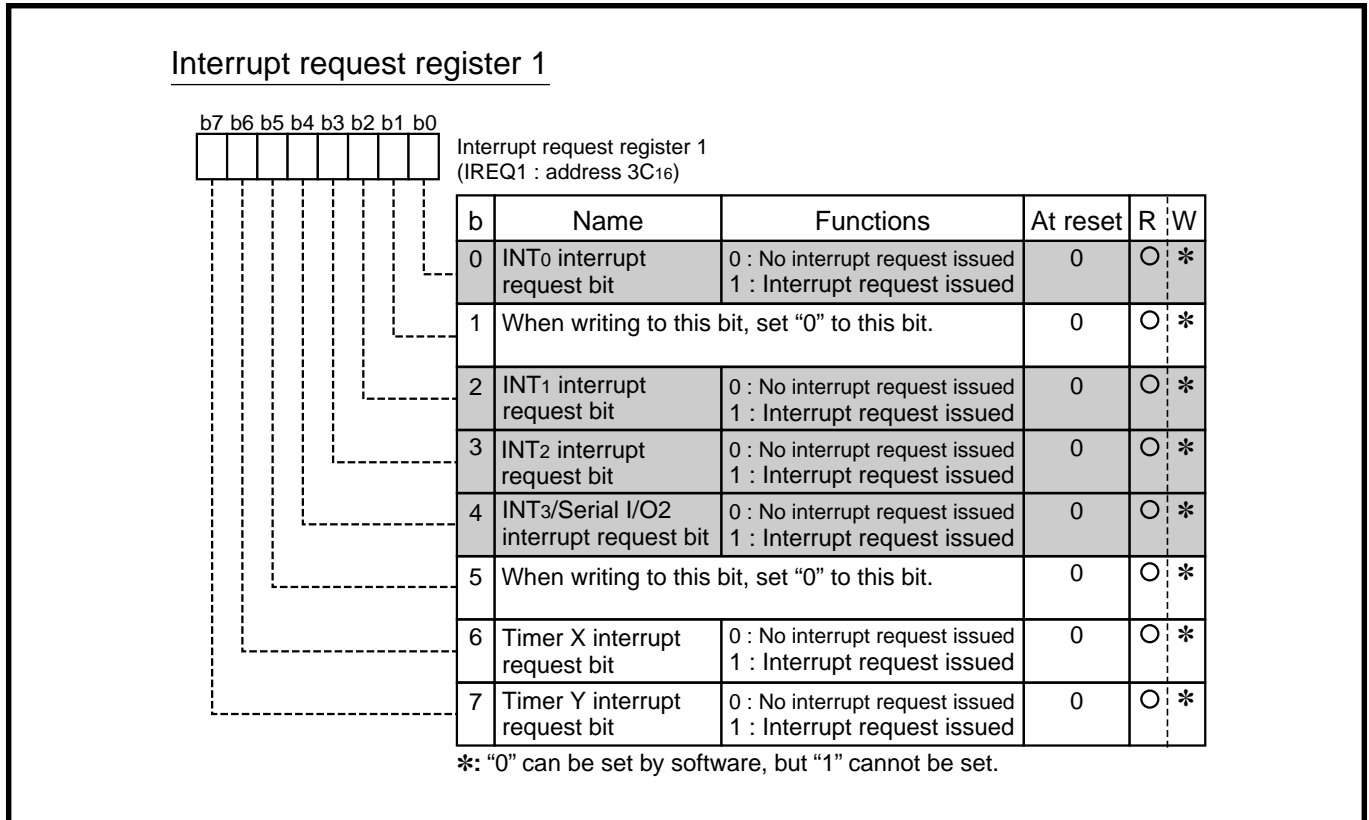 Interrupt request register 1
b7 b6 b5 b4 b3 b2 b1 b0
Interrupt request register 1
(IREQ1 : address 3C16)
b Name Functions At reset R W
0 INT0 interrupt 0 : No interrupt request issued 0 O ✻
request bit 1 : Interrupt request issued
1 When writing to this bit, set “0” to this bit. 0 O ✻
2 INT1 interrupt 0 : No interrupt request issued 0 O ✻
request bit 1 : Interrupt request issued
3 INT2 interrupt 0 : No interrupt request issued 0 O ✻
request bit 1 : Interrupt request issued
4 INT3/Serial I/O2 0 : No interrupt request issued 0 O ✻
interrupt request bit 1 : Interrupt request issued
5 When writing to this bit, set “0” to this bit. 0 O ✻
6 Timer X interrupt 0 : No interrupt request issued 0 O ✻
request bit 1 : Interrupt request issued
7 Timer Y interrupt 0 : No interrupt request issued 0 O ✻
request bit 1 : Interrupt request issued
✻: “0” can be set by software, but “1” cannot be set.